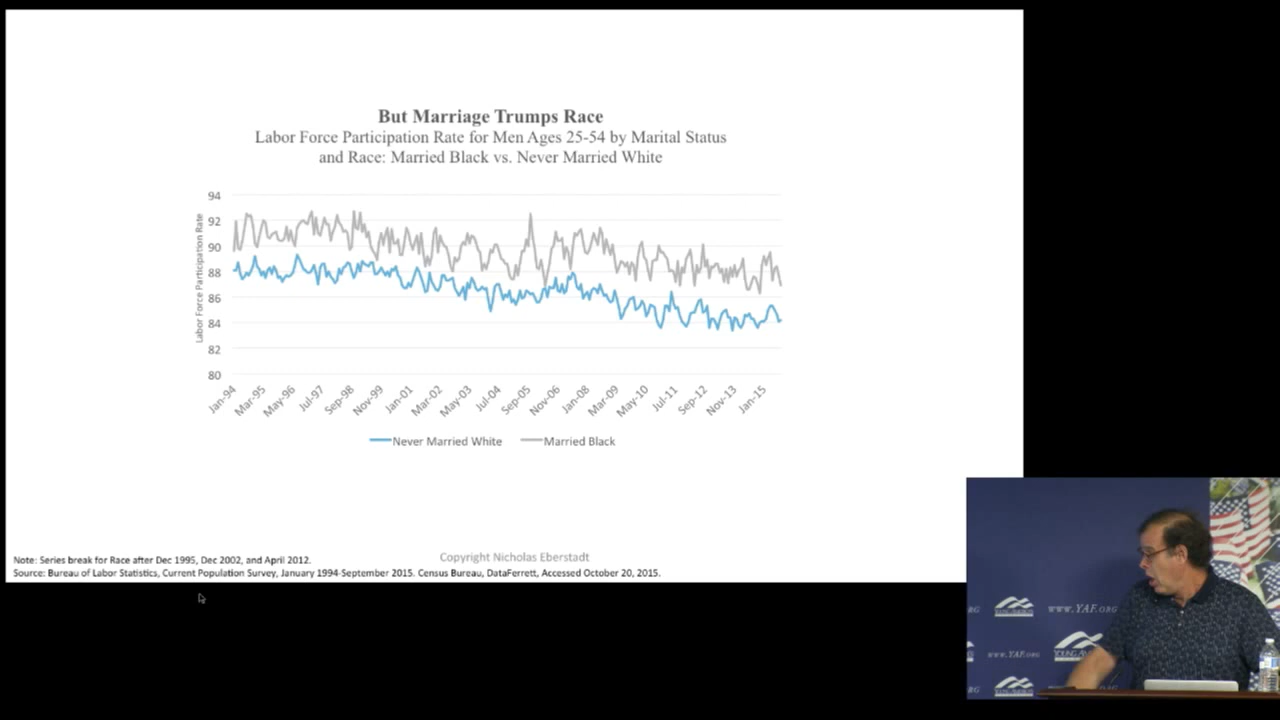 But Marriage Trumps Race
Labor Force Participation Rate for Men Ages 25-54 by Marital Status
and Race: Married Black vs. Never Married White
Labor Force Participation Rate
94
92
90
88
86
84
82
80
Jan-94
Mar-95
May-96
Jul-97
Sep-98
Nov-99
Jan-01
Mar-02
May-03
Jul-04
Sep-05
Nov-06
Jan-08
Mar-09
May-10
Jul-11
Sep-12
Nov-13
Jan-15
Never Married White
Married Black
Copyright Nicholas Eberstadt
Note: Series break for Race after Dec 1995, Dec 2002, and April 2012.
Source: Bureau of Labor Statistics, Current Population Survey, January 1994-September 2015. Census Bureau, DataFerrett, Accessed October 20, 2015.
RG
WWW.YAF.ORG
WWW.YAF.ORG
RG